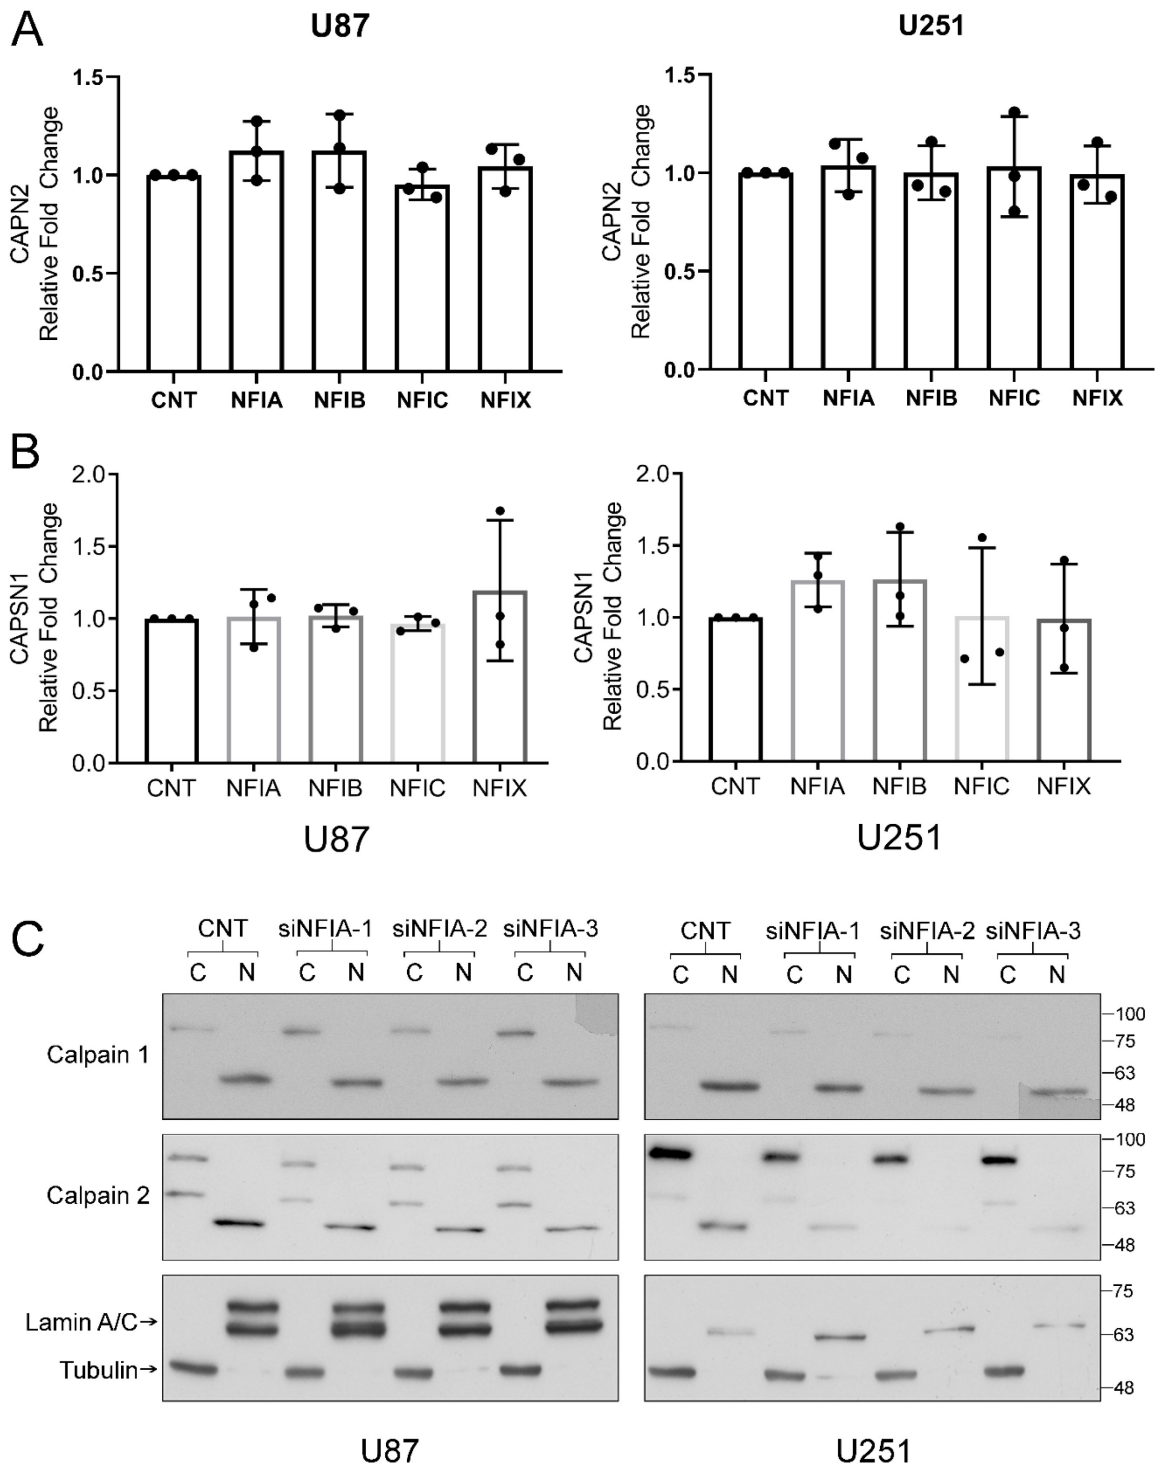 A
U87
U251
CAPN2
Relative Fold Change
1.5
1.0
0.5
0.0
CNT NFIA NFIB NFIC NFIX
CAPN2
Relative Fold Change
1.5
1.0
0.5
0.0
CNT NFIA NFIB NFIC NFIX
B
CAPSN1
Relative Fold Change
2.0
1.5
1.0
0.5
0.0
CNT NFIA NFIB NFIC NFIX
U87
CAPSN1
Relative Fold Change
2.0
1.5
1.0
0.5
0.0
CNT NFIA NFIB NFIC NFIX
U251
C
CNT siNFIA-1 siNFIA-2 siNFIA-3
C N C N C N C N
CNT siNFIA-1 siNFIA-2 siNFIA-3
C N C N C N C N
Calpain 1
100
75
63
48
Calpain 2
100
75
63
48
Lamin A/C→
Tubulin→
75
63
48
U87
U251